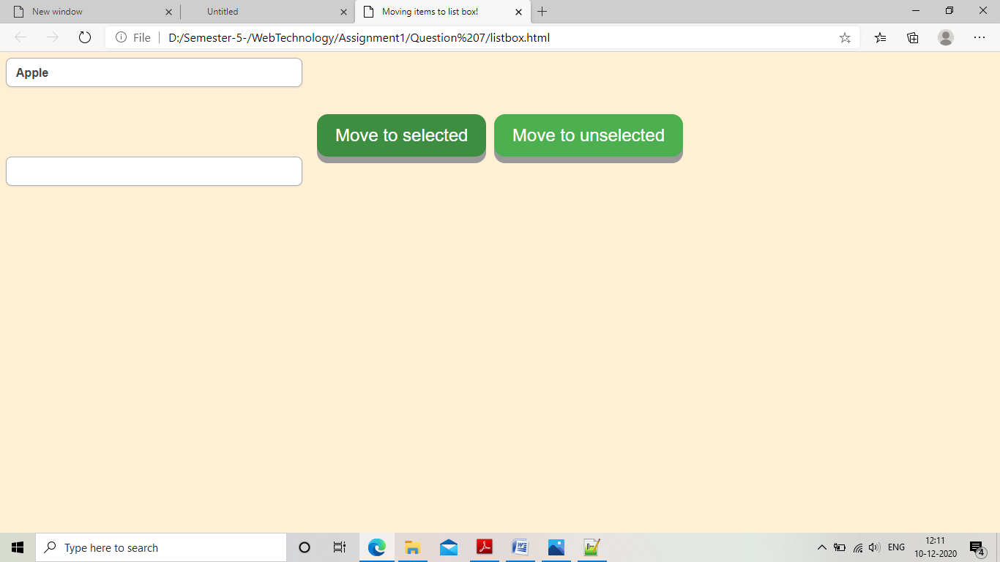 New window
Untitled
Moving items to list box!
File
D:/Semester-5-/WebTechnology/Assignment1/Question%207/listbox.html
Apple
Move to selected
Move to unselected
Type here to search
ENG
12:11
10-12-2020
4